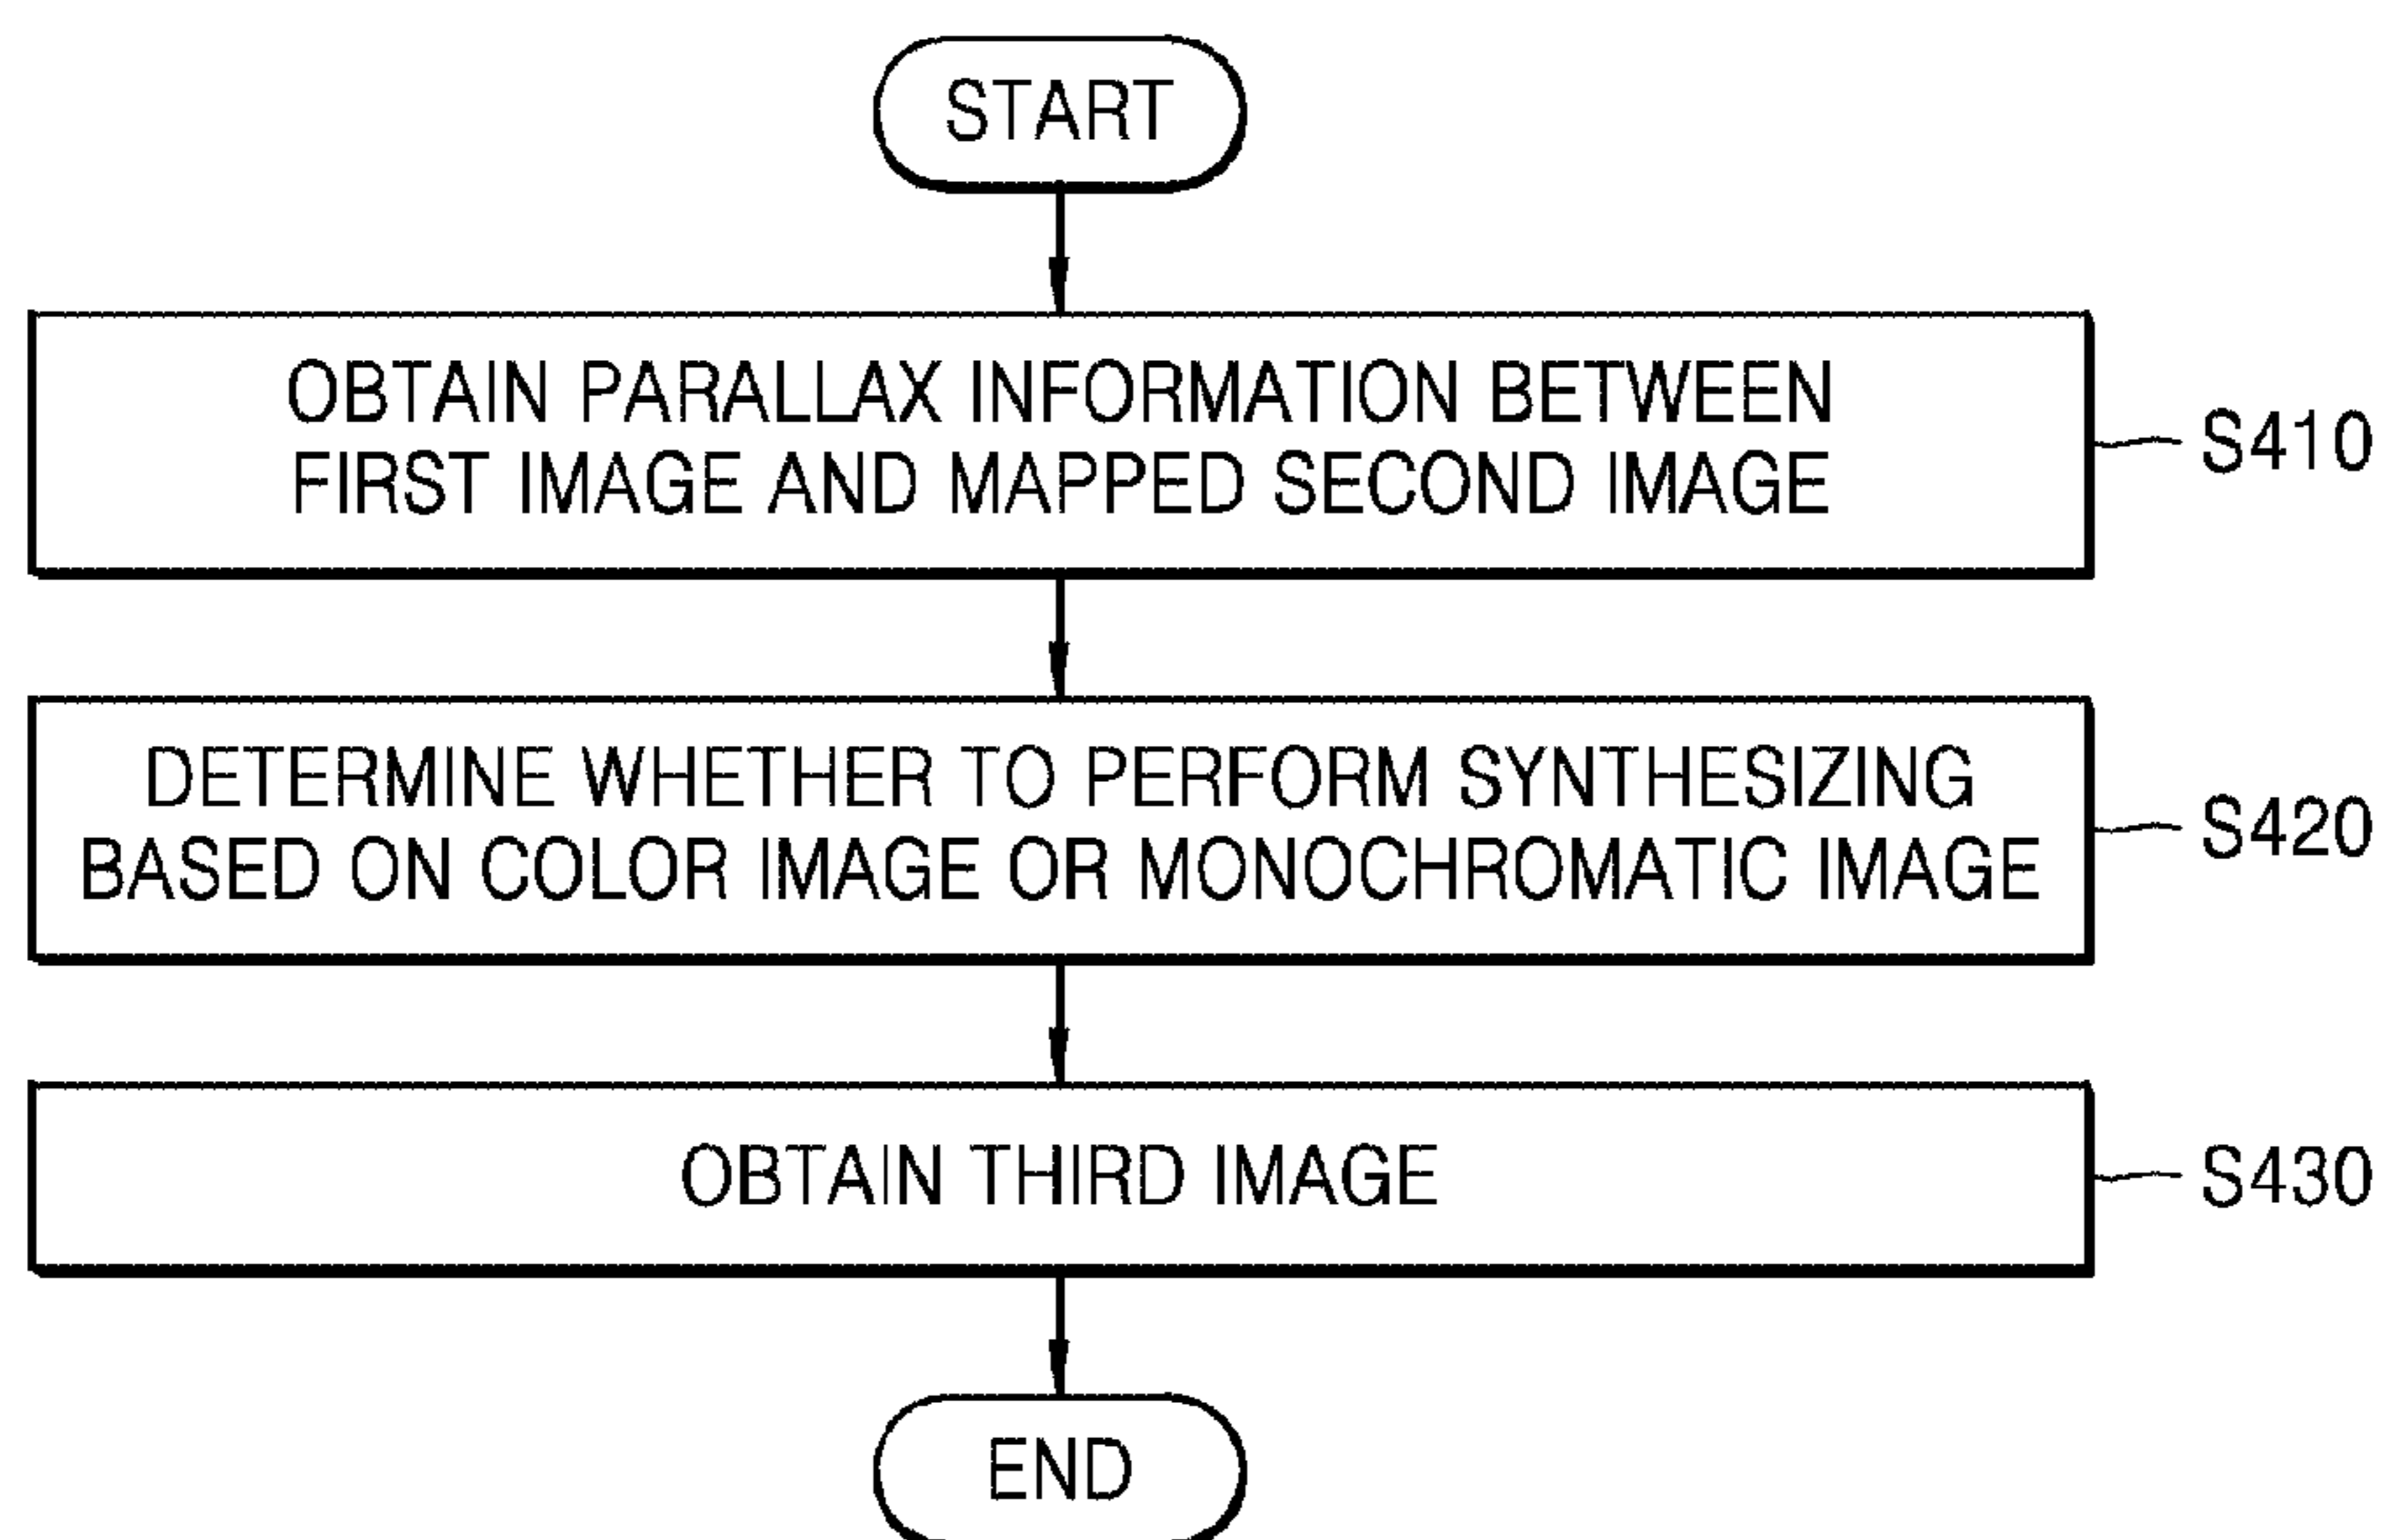 START
OBTAIN PARALLAX INFORMATION BETWEEN
FIRST IMAGE AND MAPPED SECOND IMAGE
S410
DETERMINE WHETHER TO PERFORM SYNTHESIZING
BASED ON COLOR IMAGE OR MONOCHROMATIC IMAGE
S420
OBTAIN THIRD IMAGE
S430
END